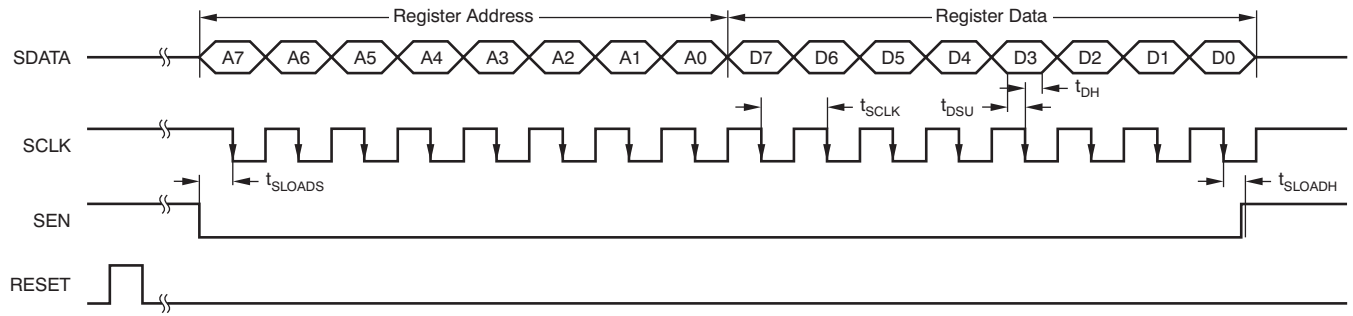 Register Address Register Data
SDATA A7 A6 A5 A4 A3 A2 A1 A0 D7 D6 D5 D4 D3 D2 D1 D0
tSCLK tDSU tDH
SCLK
tSLOADS tSLOADH
SEN
RESET